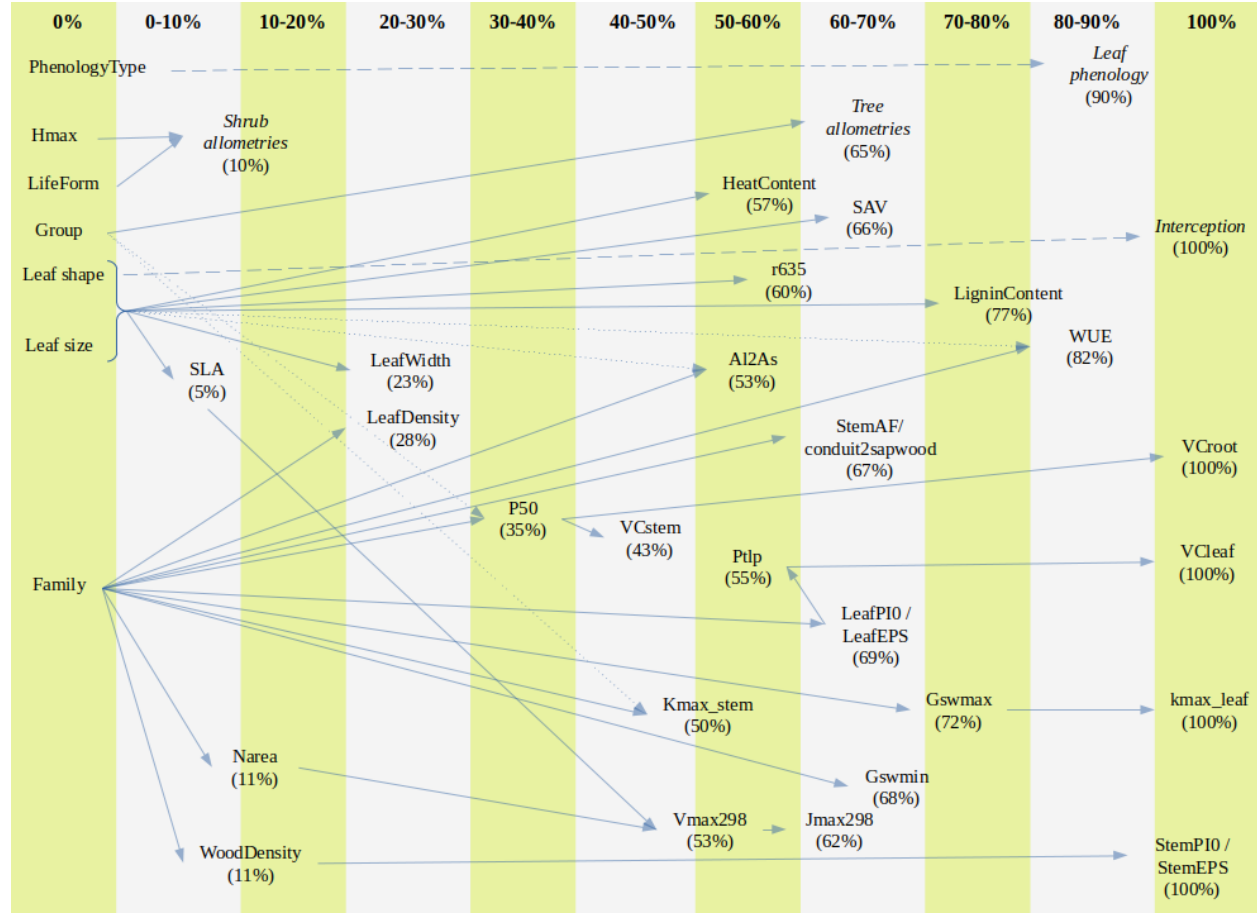 0% 0-10% 10-20% 20-30% 30-40% 40-50% 50-60% 60-70% 70-80% 80-90% 100%
PhenologyType
Leaf
phenology
(90%)
Hmax
Shrub
allometries
(10%)
Tree
allometries
(65%)
LifeForm
HeatContent
(57%)
SAV
(66%)
Group
Interception
(100%)
Leaf shape
r635
(60%)
LigninContent
(77%)
Leaf size
SLA
(5%)
LeafWidth
(23%)
Al2As
(53%)
WUE
(82%)
LeafDensity
(28%)
StemAF/
conduit2sapwood
(67%)
VCroot
(100%)
P50
(35%)
VCstem
(43%)
Ptlp
(55%)
VCleaf
(100%)
Family
LeafPI0 /
LeafEPS
(69%)
Kmax_stem
(50%)
Gswmax
(72%)
kmax_leaf
(100%)
Narea
(11%)
Gswmin
(68%)
Vmax298
(53%)
Jmax298
(62%)
WoodDensity
(11%)
StemPI0 /
StemEPS
(100%)